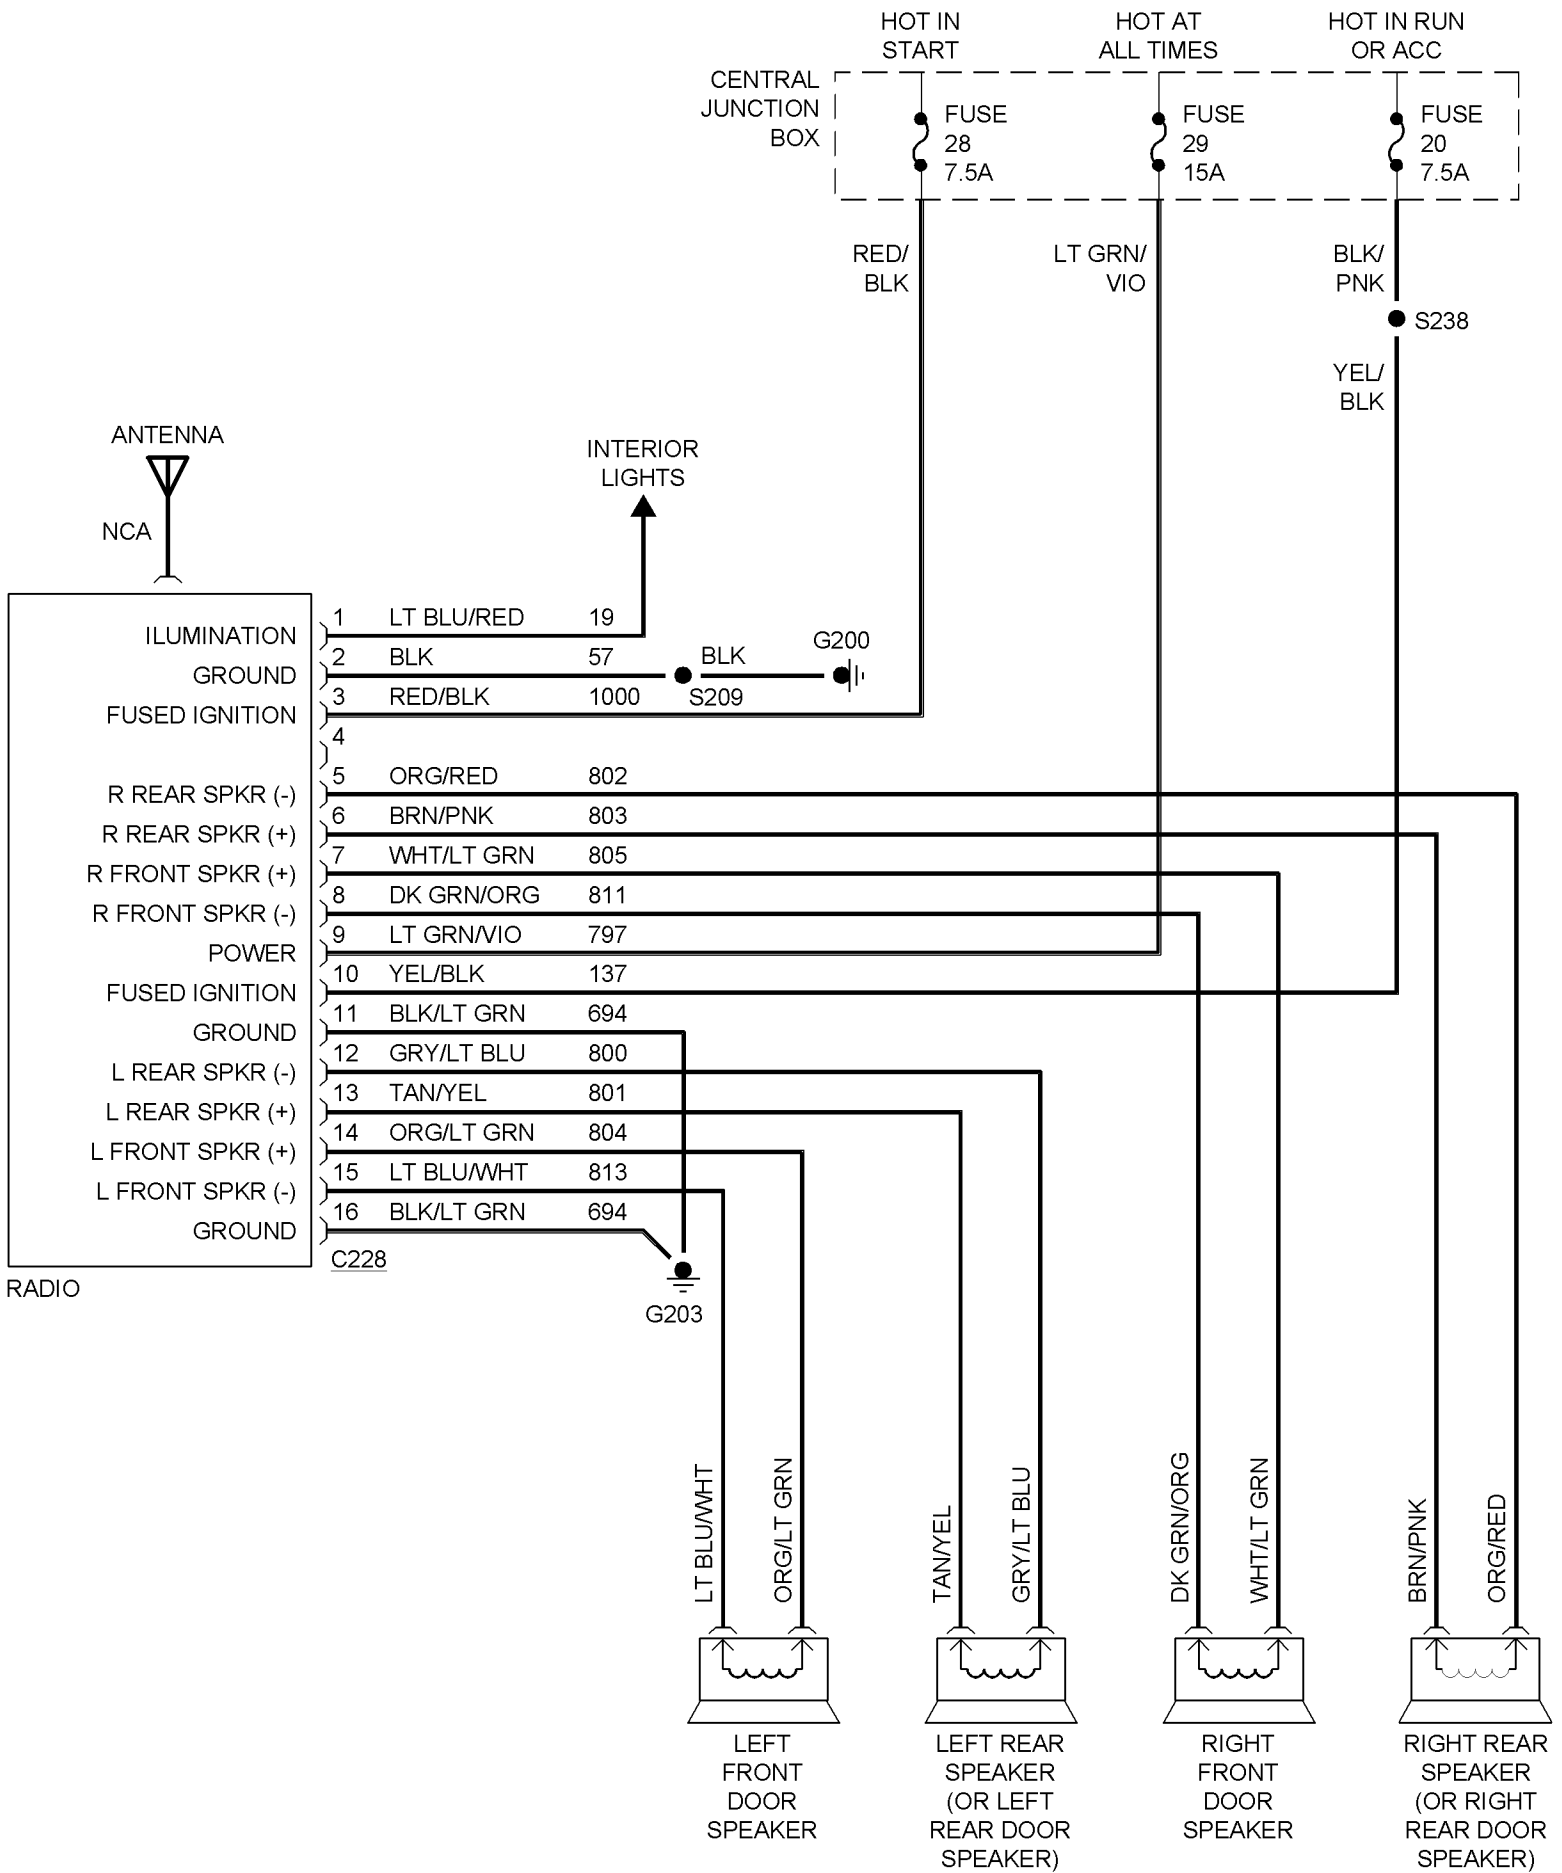 HOT IN
START
HOT AT
ALL TIMES
HOT IN RUN
OR ACC
CENTRAL
JUNCTION
BOX
FUSE
28
7.5A
FUSE
29
15A
FUSE
20
7.5A
RED/
BLK
LT GRN/
VIO
BLK/
PNK
S238
YEL/
BLK
ANTENNA
NCA
INTERIOR
LIGHTS
ILUMINATION 1 LT BLU/RED 19
GROUND 2 BLK 57 S209 BLK G200
FUSED IGNITION 3 RED/BLK 1000
4
R REAR SPKR (-) 5 ORG/RED 802
R REAR SPKR (+) 6 BRN/PNK 803
R FRONT SPKR (+) 7 WHT/LT GRN 805
R FRONT SPKR (-) 8 DK GRN/ORG 811
POWER 9 LT GRN/VIO 797
FUSED IGNITION 10 YEL/BLK 137
GROUND 11 BLK/LT GRN 694
L REAR SPKR (-) 12 GRY/LT BLU 800
L REAR SPKR (+) 13 TAN/YEL 801
L FRONT SPKR (+) 14 ORG/LT GRN 804
L FRONT SPKR (-) 15 LT BLU/WHT 813
GROUND 16 BLK/LT GRN 694
C228
RADIO
G203
LT BLU/WHT
ORG/LT GRN
TAN/YEL
GRY/LT BLU
DK GRN/ORG
WHT/LT GRN
BRN/PNK
ORG/RED
LEFT
FRONT
DOOR
SPEAKER
LEFT REAR
SPEAKER
(OR LEFT
REAR DOOR
SPEAKER)
RIGHT
FRONT
DOOR
SPEAKER
RIGHT REAR
SPEAKER
(OR RIGHT
REAR DOOR
SPEAKER)